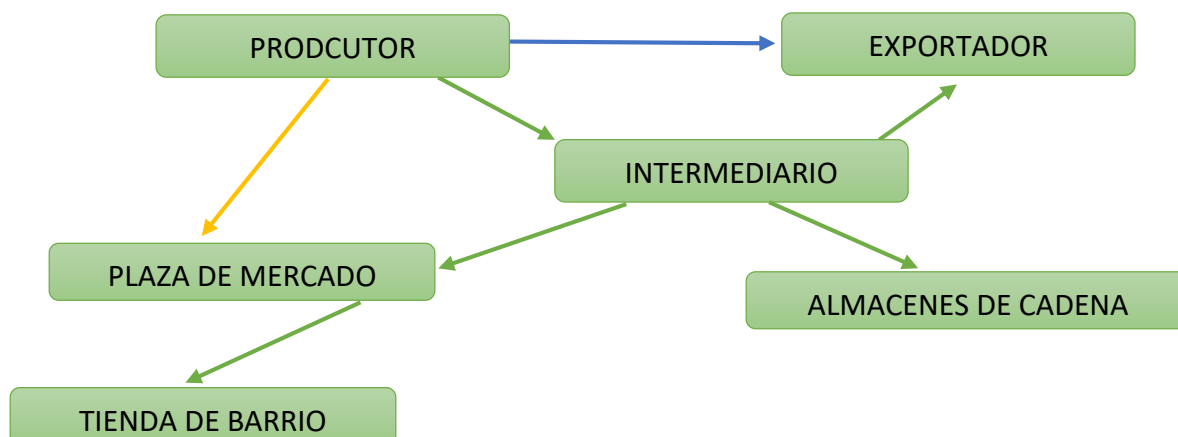 PRODCUTOR
EXPORTADOR
INTERMEDIARIO
PLAZA DE MERCADO
ALMACENES DE CADENA
TIENDA DE BARRIO